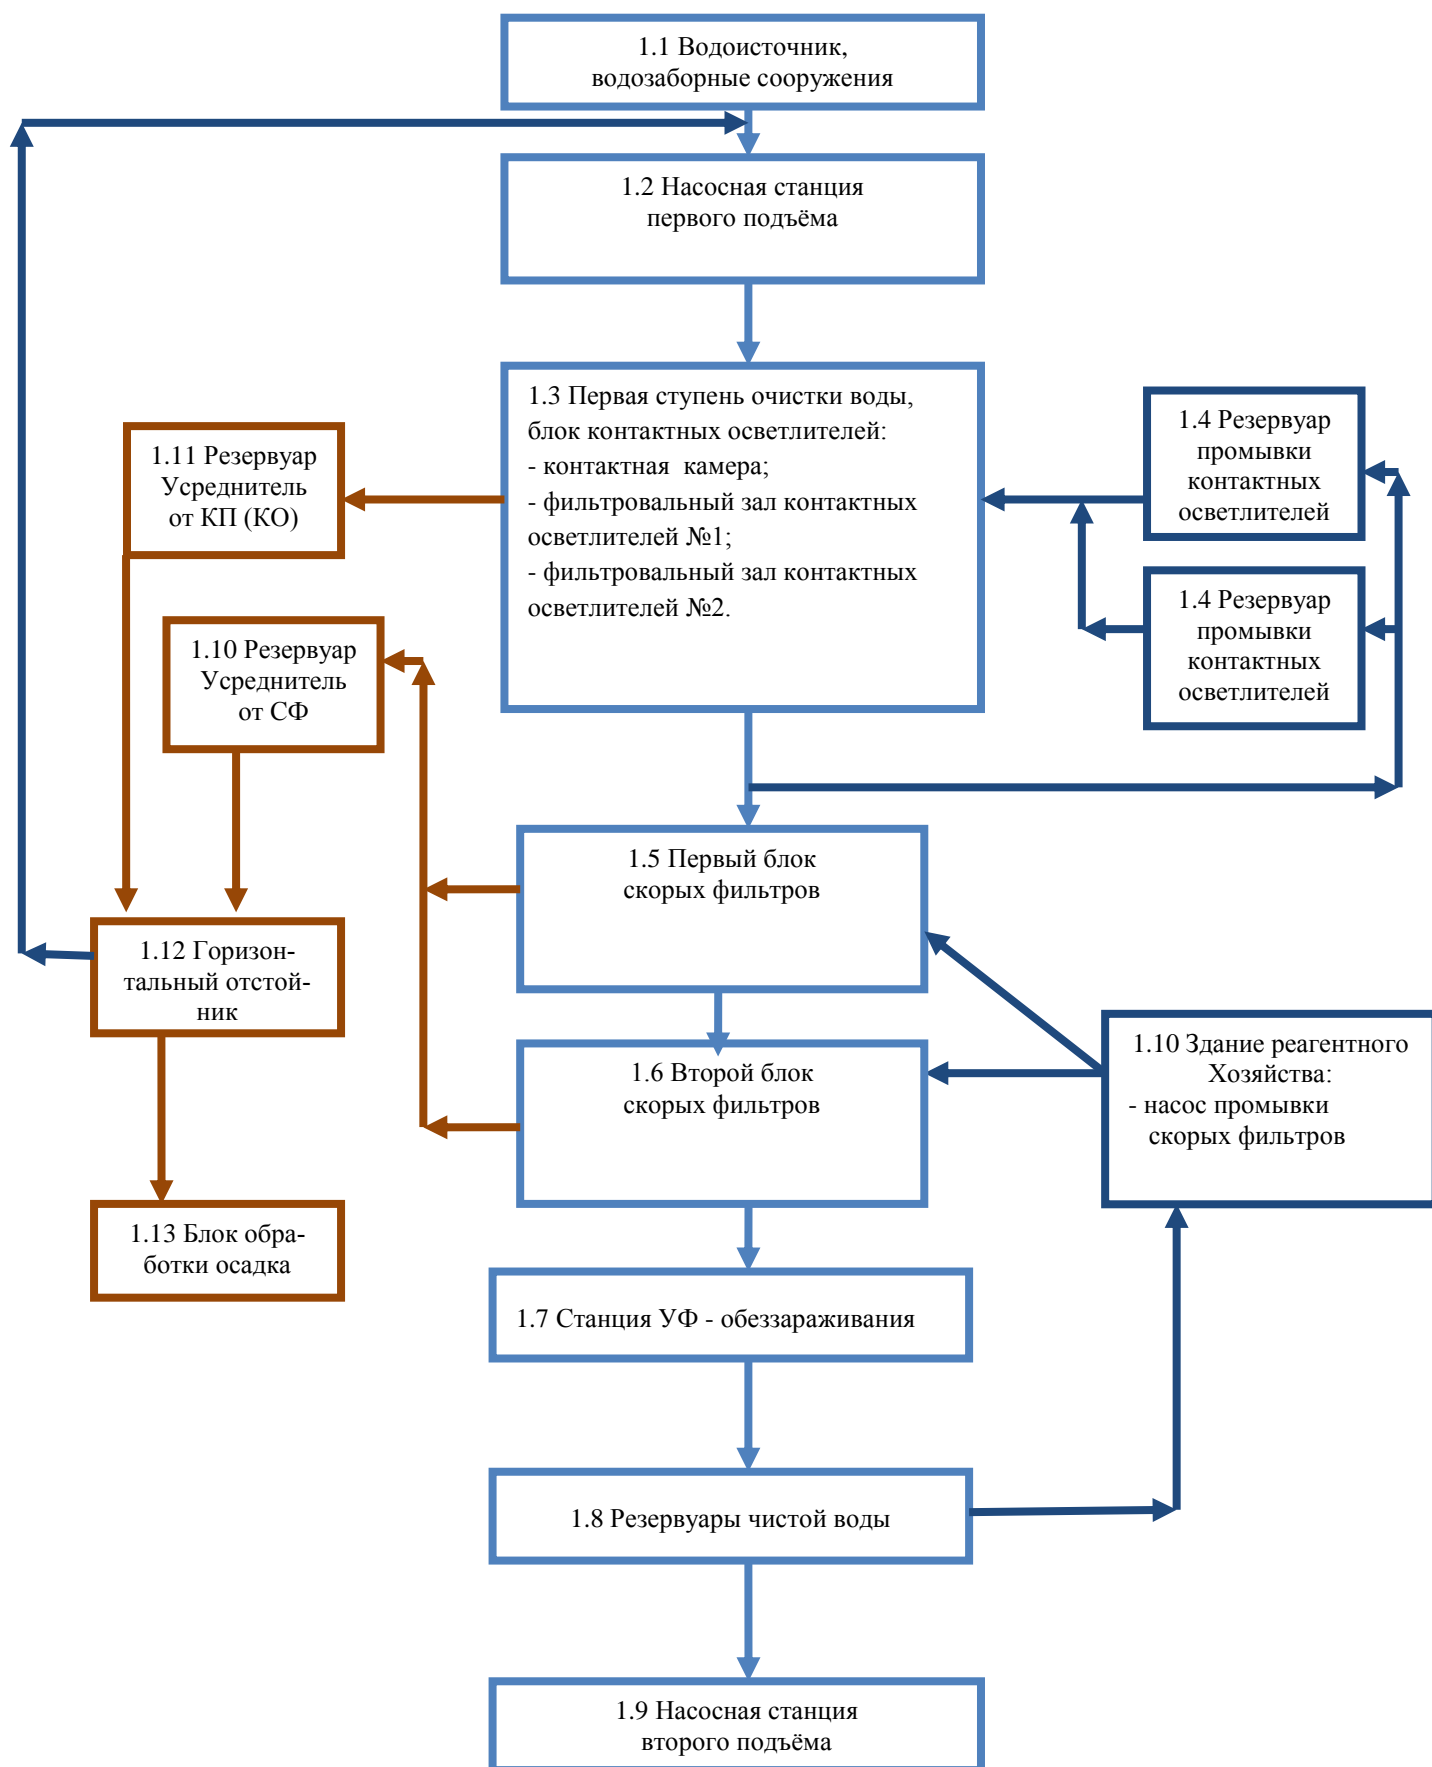 1.1 Водоисточник,
водозаборные сооружения
1.2 Насосная станция
первого подъёма
1.3 Первая ступень очистки воды,
блок контактных осветлителей:
- контактная камера;
- фильтровальный зал контактных
осветлителей №1;
- фильтровальный зал контактных
осветлителей №2.
1.4 Резервуар
промывки
контактных
осветлителей
1.11 Резервуар
Усреднитель
от КП (КО)
1.4 Резервуар
промывки
контактных
осветлителей
1.10 Резервуар
Усреднитель
от СФ
1.5 Первый блок
скорых фильтров
1.12 Горизон-
тальный отстой-
ник
1.6 Второй блок
скорых фильтров
1.10 Здание реагентного
Хозяйства:
- насос промывки
скорых фильтров
1.13 Блок обра-
ботки осадка
1.7 Станция УФ - обеззараживания
1.8 Резервуары чистой воды
1.9 Насосная станция
второго подъёма